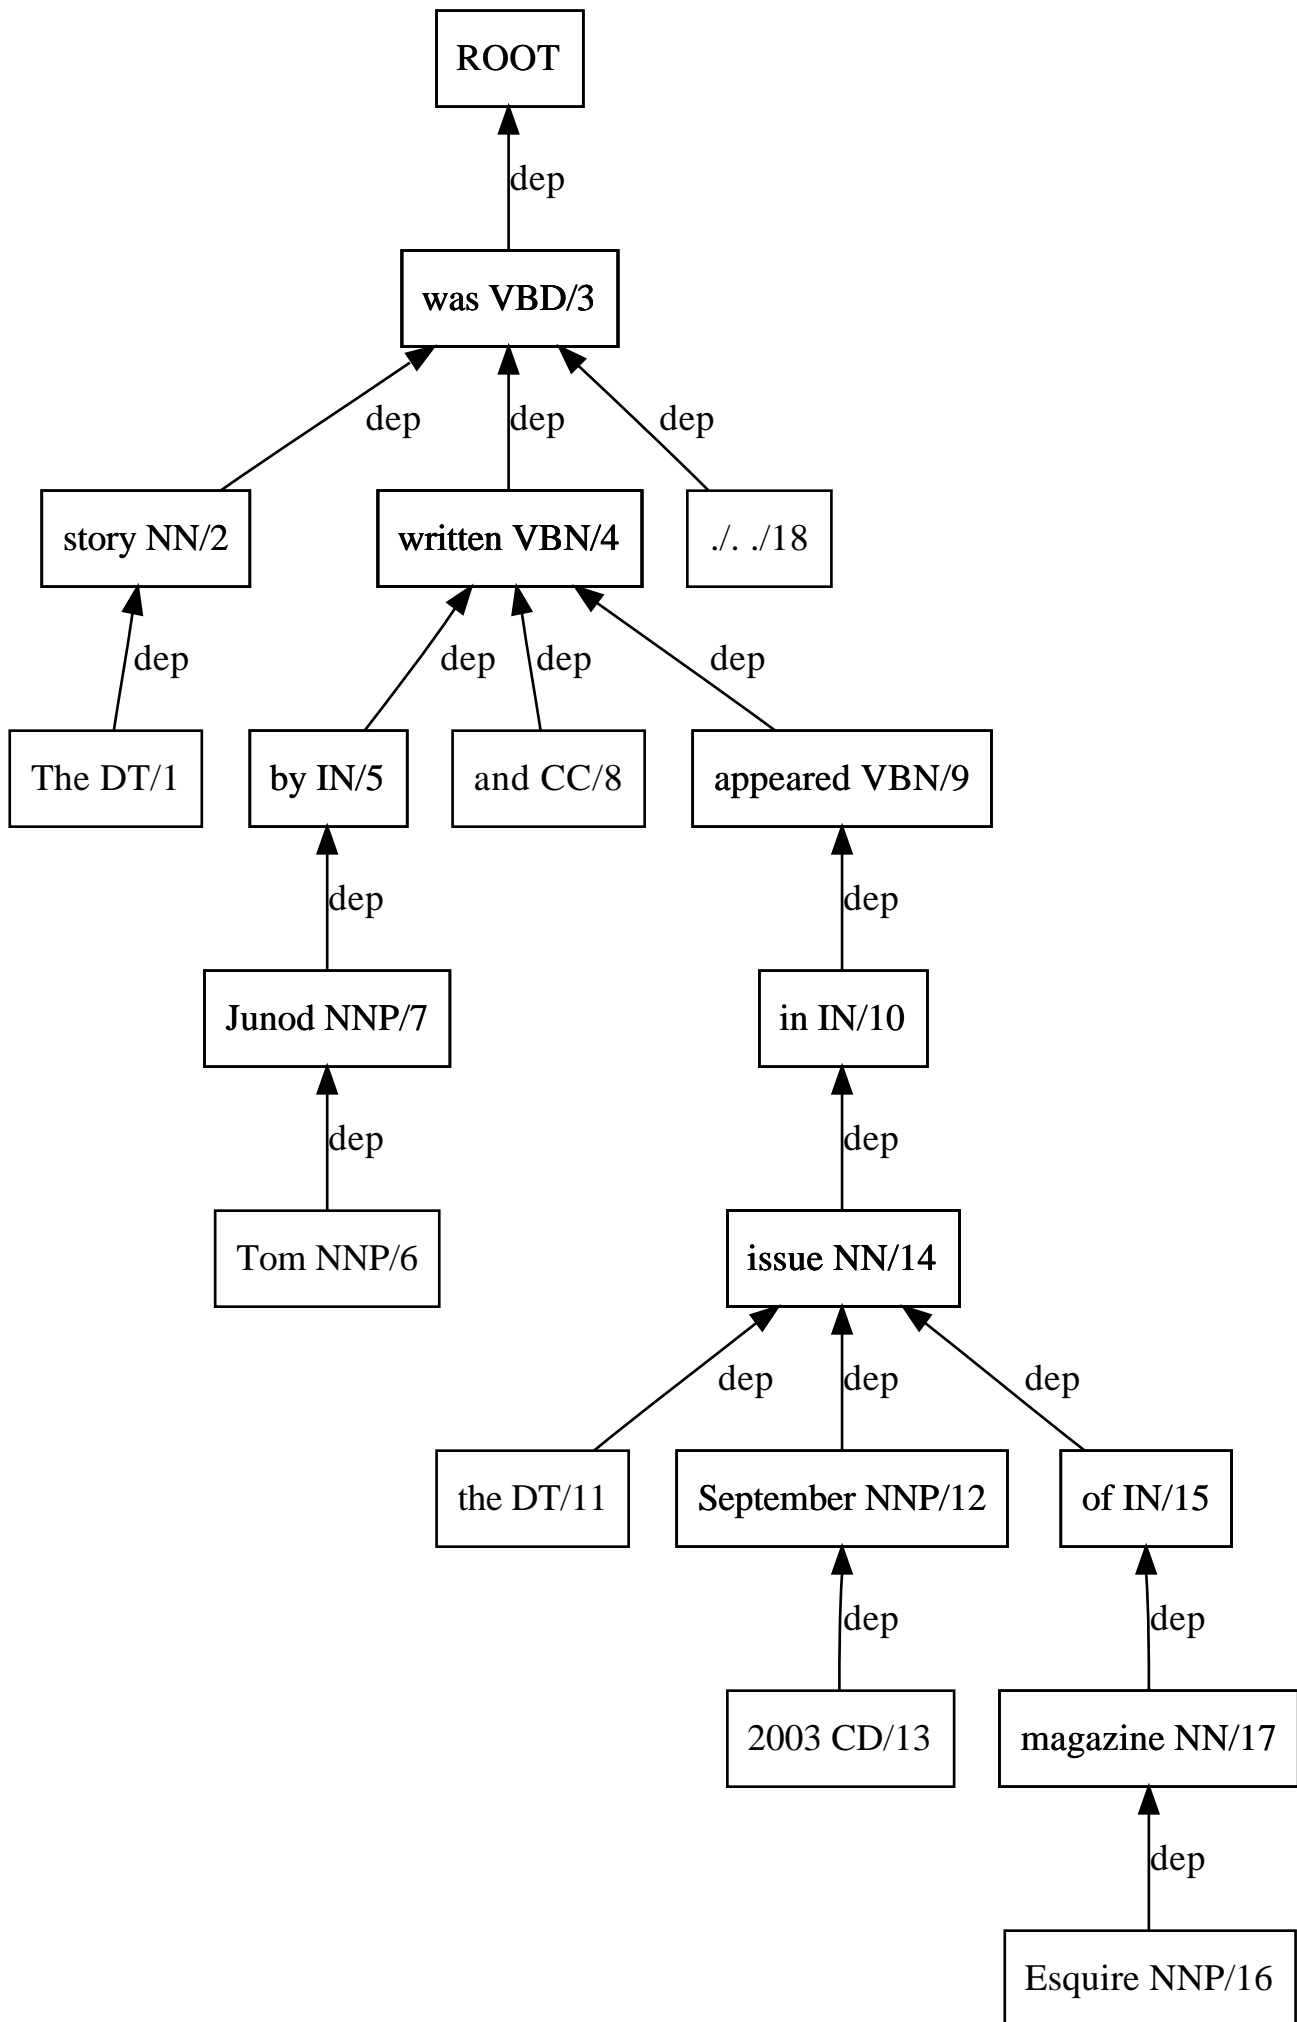 ROOT
dep
was VBD/3
dep dep dep
story NN/2 written VBN/4 ./. ./18
dep dep dep dep
The DT/1 by IN/5 and CC/8 appeared VBN/9
dep dep
Junod NNP/7 in IN/10
dep dep
Tom NNP/6 issue NN/14
dep dep dep
the DT/11 September NNP/12 of IN/15
dep dep
2003 CD/13 magazine NN/17
dep
Esquire NNP/16